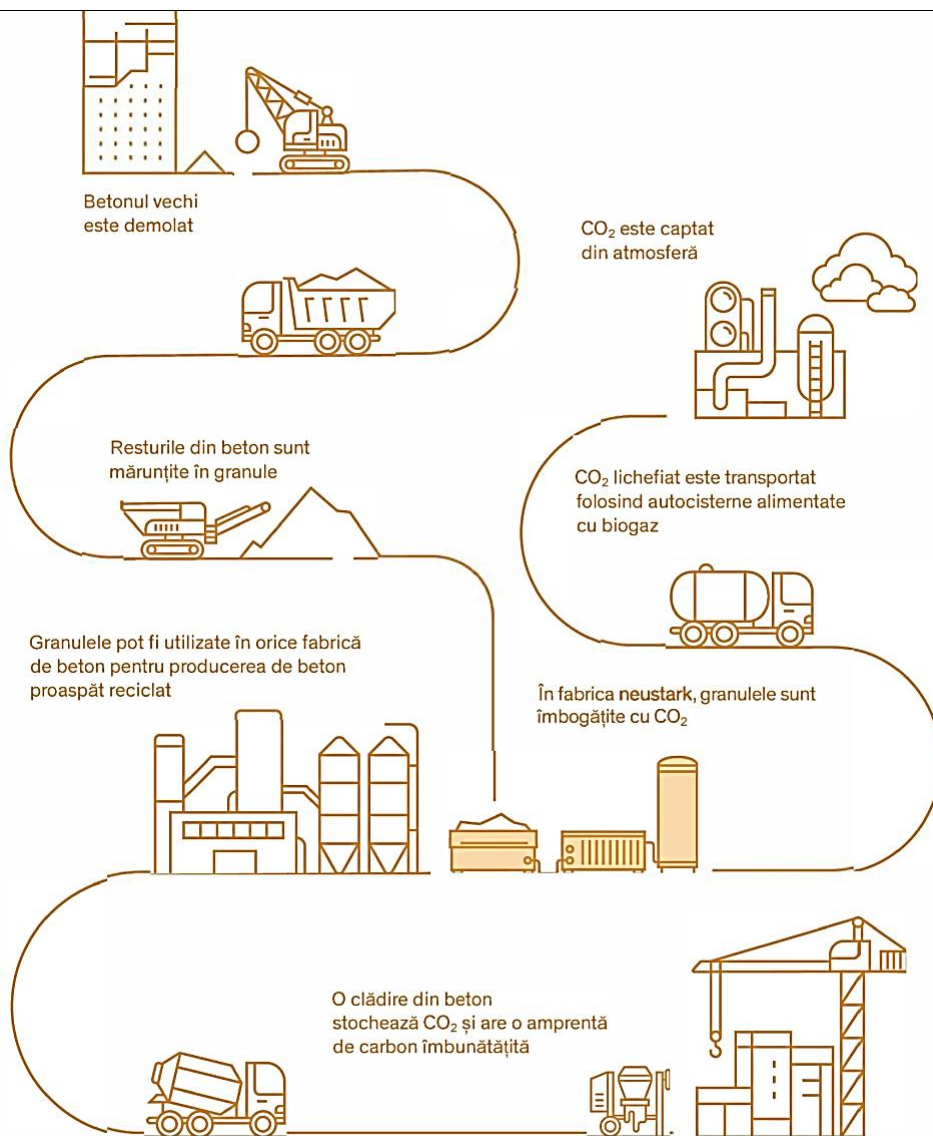 Betonul vechi
este demolat
CO₂ este captat
din atmosferă
Resturile din beton sunt
mărunțite în granule
CO₂ lichefiat este transportat
folosind autocisterne alimentate
cu biogaz
Granulele pot fi utilizate în orice fabrică
de beton pentru producerea de beton
proaspăt reciclat
În fabrica neustark, granulele sunt
îmbogățite cu CO₂
O clădire din beton
stochează CO₂ și are o amprentă
de carbon îmbunătățită